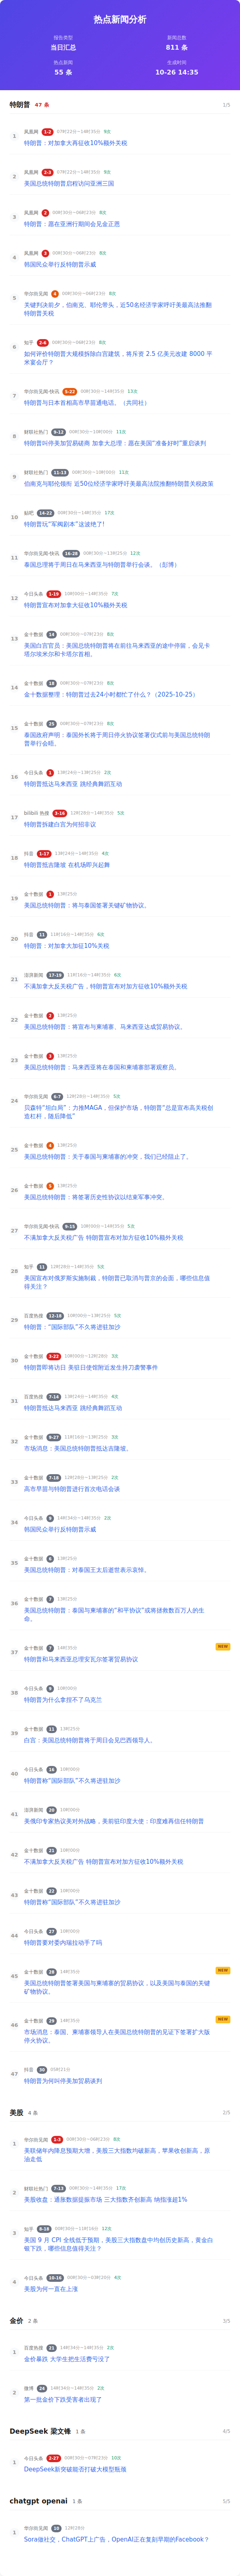 热点新闻分析
报告类型
当日汇总
新闻总数
811 条
热点新闻
55 条
生成时间
10-26 14:35
特朗普 47 条 1/5
1
凤凰网 1-2 07时22分~14时35分 9次
特朗普：对加拿大再征收10%额外关税
2
凤凰网 2-3 07时22分~14时35分 9次
美国总统特朗普启程访问亚洲三国
3
凤凰网 2 00时30分~06时23分 8次
特朗普：愿在亚洲行期间会见金正恩
4
凤凰网 3 00时30分~06时23分 8次
韩国民众举行反特朗普示威
5
华尔街见闻 4 00时30分~06时23分 8次
关键判决前夕，伯南克、耶伦带头，近50名经济学家呼吁美最高法推翻
特朗普关税
6
知乎 2-6 00时30分~06时23分 8次
如何评价特朗普大规模拆除白宫建筑，将斥资 2.5 亿美元改建 8000 平
米宴会厅？
7
华尔街见闻-快讯 5-22 00时30分~14时35分 13次
特朗普与日本首相高市早苗通电话。（共同社）
8
财联社热门 6-12 00时30分~10时50分 11次
特朗普叫停美加贸易磋商 加拿大总理：愿在美国“准备好时”重启谈判
9
财联社热门 11-13 00时30分~10时50分 11次
伯南克与耶伦领衔 近50位经济学家呼吁美最高法院推翻特朗普关税政策
10
贴吧 14-22 00时30分~14时35分 17次
特朗普玩“军阀剧本”这波绝了!
11
华尔街见闻-快讯 16-28 00时30分~13时25分 12次
泰国总理将于周日在马来西亚与特朗普举行会谈。（彭博）
12
今日头条 1-19 10时50分~14时35分 7次
特朗普宣布对加拿大征收10%额外关税
13
金十数据 14 00时30分~07时23分 8次
美国白宫官员：美国总统特朗普将在前往马来西亚的途中停留，会见卡
塔尔埃米尔和卡塔尔首相。
14
金十数据 18 00时30分~07时23分 8次
金十数据整理：特朗普过去24小时都忙了什么？（2025-10-25）
15
金十数据 25 00时30分~07时23分 8次
泰国政府声明：泰国外长将于周日停火协议签署仪式前与美国总统特朗
普举行会晤。
16
今日头条 1 13时24分~13时25分 2次
特朗普抵达马来西亚 跳经典舞蹈互动
17
bilibili 热搜 3-16 12时28分~14时35分 5次
特朗普拆建白宫为何招非议
18
抖音 1-27 13时24分~14时35分 4次
特朗普抵吉隆坡 在机场即兴起舞
19
金十数据 1 13时25分
美国总统特朗普：将与泰国签署关键矿物协议。
20
抖音 11 11时16分~14时35分 6次
特朗普：对加拿大加征10%关税
21
澎湃新闻 17-19 11时16分~14时35分 6次
不满加拿大反关税广告，特朗普宣布对加方征收10%额外关税
22
金十数据 2 13时25分
美国总统特朗普：将宣布与柬埔寨、马来西亚达成贸易协议。
23
金十数据 3 13时25分
美国总统特朗普：马来西亚将在泰国和柬埔寨部署观察员。
24
华尔街见闻 6-7 12时28分~14时35分 5次
贝森特“坦白局”：力推MAGA，但保护市场，特朗普“总是宣布高关税创
造杠杆，随后降低”
25
金十数据 4 13时25分
美国总统特朗普：关于泰国与柬埔寨的冲突，我们已经阻止了。
26
金十数据 5 13时25分
美国总统特朗普：将签署历史性协议以结束军事冲突。
27
华尔街见闻-快讯 9-15 10时50分~14时35分 5次
不满加拿大反关税广告 特朗普宣布对加方征收10%额外关税
28
知乎 11 12时28分~14时35分 5次
美国宣布对俄罗斯实施制裁，特朗普已取消与普京的会面，哪些信息值
得关注？
29
百度热搜 12-18 10时50分~13时25分 5次
特朗普：“国际部队”不久将进驻加沙
30
金十数据 3-22 10时50分~12时28分 3次
特朗普即将访日 美驻日使馆附近发生持刀袭警事件
31
百度热搜 7-14 13时24分~14时35分 4次
特朗普抵达马来西亚 跳经典舞蹈互动
32
金十数据 9-27 11时16分~13时25分 3次
市场消息：美国总统特朗普抵达吉隆坡。
33
金十数据 7-18 12时28分~13时25分 2次
高市早苗与特朗普进行首次电话会谈
34
今日头条 9 14时34分~14时35分 2次
韩国民众举行反特朗普示威
35
金十数据 6 13时25分
美国总统特朗普：对泰国王太后逝世表示哀悼。
36
金十数据 7 13时25分
美国总统特朗普：泰国与柬埔寨的“和平协议”或将拯救数百万人的生
命。
37
金十数据 7 14时35分 NEW
特朗普和马来西亚总理安瓦尔签署贸易协议
38
今日头条 8 10时50分
特朗普为什么拿捏不了乌克兰
39
金十数据 11 13时25分
白宫：美国总统特朗普将于周日会见巴西领导人。
40
今日头条 16 10时50分
特朗普称“国际部队”不久将进驻加沙
41
澎湃新闻 20 10时50分
美俄印专家热议美对外战略，美前驻印度大使：印度难再信任特朗普
42
金十数据 21 10时50分
不满加拿大反关税广告 特朗普宣布对加方征收10%额外关税
43
金十数据 22 10时50分
特朗普称“国际部队”不久将进驻加沙
44
今日头条 27 10时50分
特朗普要对委内瑞拉动手了吗
45
金十数据 28 14时35分 NEW
美国总统特朗普签署美国与马来西亚的贸易协议，以及美国与泰国的关键
矿物协议。
46
金十数据 29 14时35分 NEW
市场消息：泰国、柬埔寨领导人在美国总统特朗普的见证下签署扩大版
停火协议。
47
抖音 30 05时21分
特朗普为何叫停美加贸易谈判
美股 4 条 2/5
1
华尔街见闻 1-3 00时30分~06时23分 8次
美联储年内降息预期大增，美股三大指数均破新高，苹果收创新高，原
油走低
2
财联社热门 7-13 00时30分~14时35分 17次
美股收盘：通胀数据提振市场 三大指数齐创新高 纳指涨超1%
3
知乎 8-18 00时30分~11时16分 12次
美国 9 月 CPI 全线低于预期，美股三大指数盘中均创历史新高，黄金白
银下跌，哪些信息值得关注？
4
今日头条 10-16 00时30分~03时20分 4次
美股为何一直在上涨
金价 2 条 3/5
1
百度热搜 21 14时34分~14时35分 2次
金价暴跌 大学生把生活费亏没了
2
微博 24 14时34分~14时35分 2次
第一批金价下跌受害者出现了
DeepSeek 梁文锋 1 条 4/5
1
今日头条 2-27 00时30分~07时23分 10次
DeepSeek新突破能否打破大模型瓶颈
chatgpt openai 1 条 5/5
1
华尔街见闻 10 12时28分
Sora做社交，ChatGPT上广告，OpenAI正在复刻早期的Facebook？